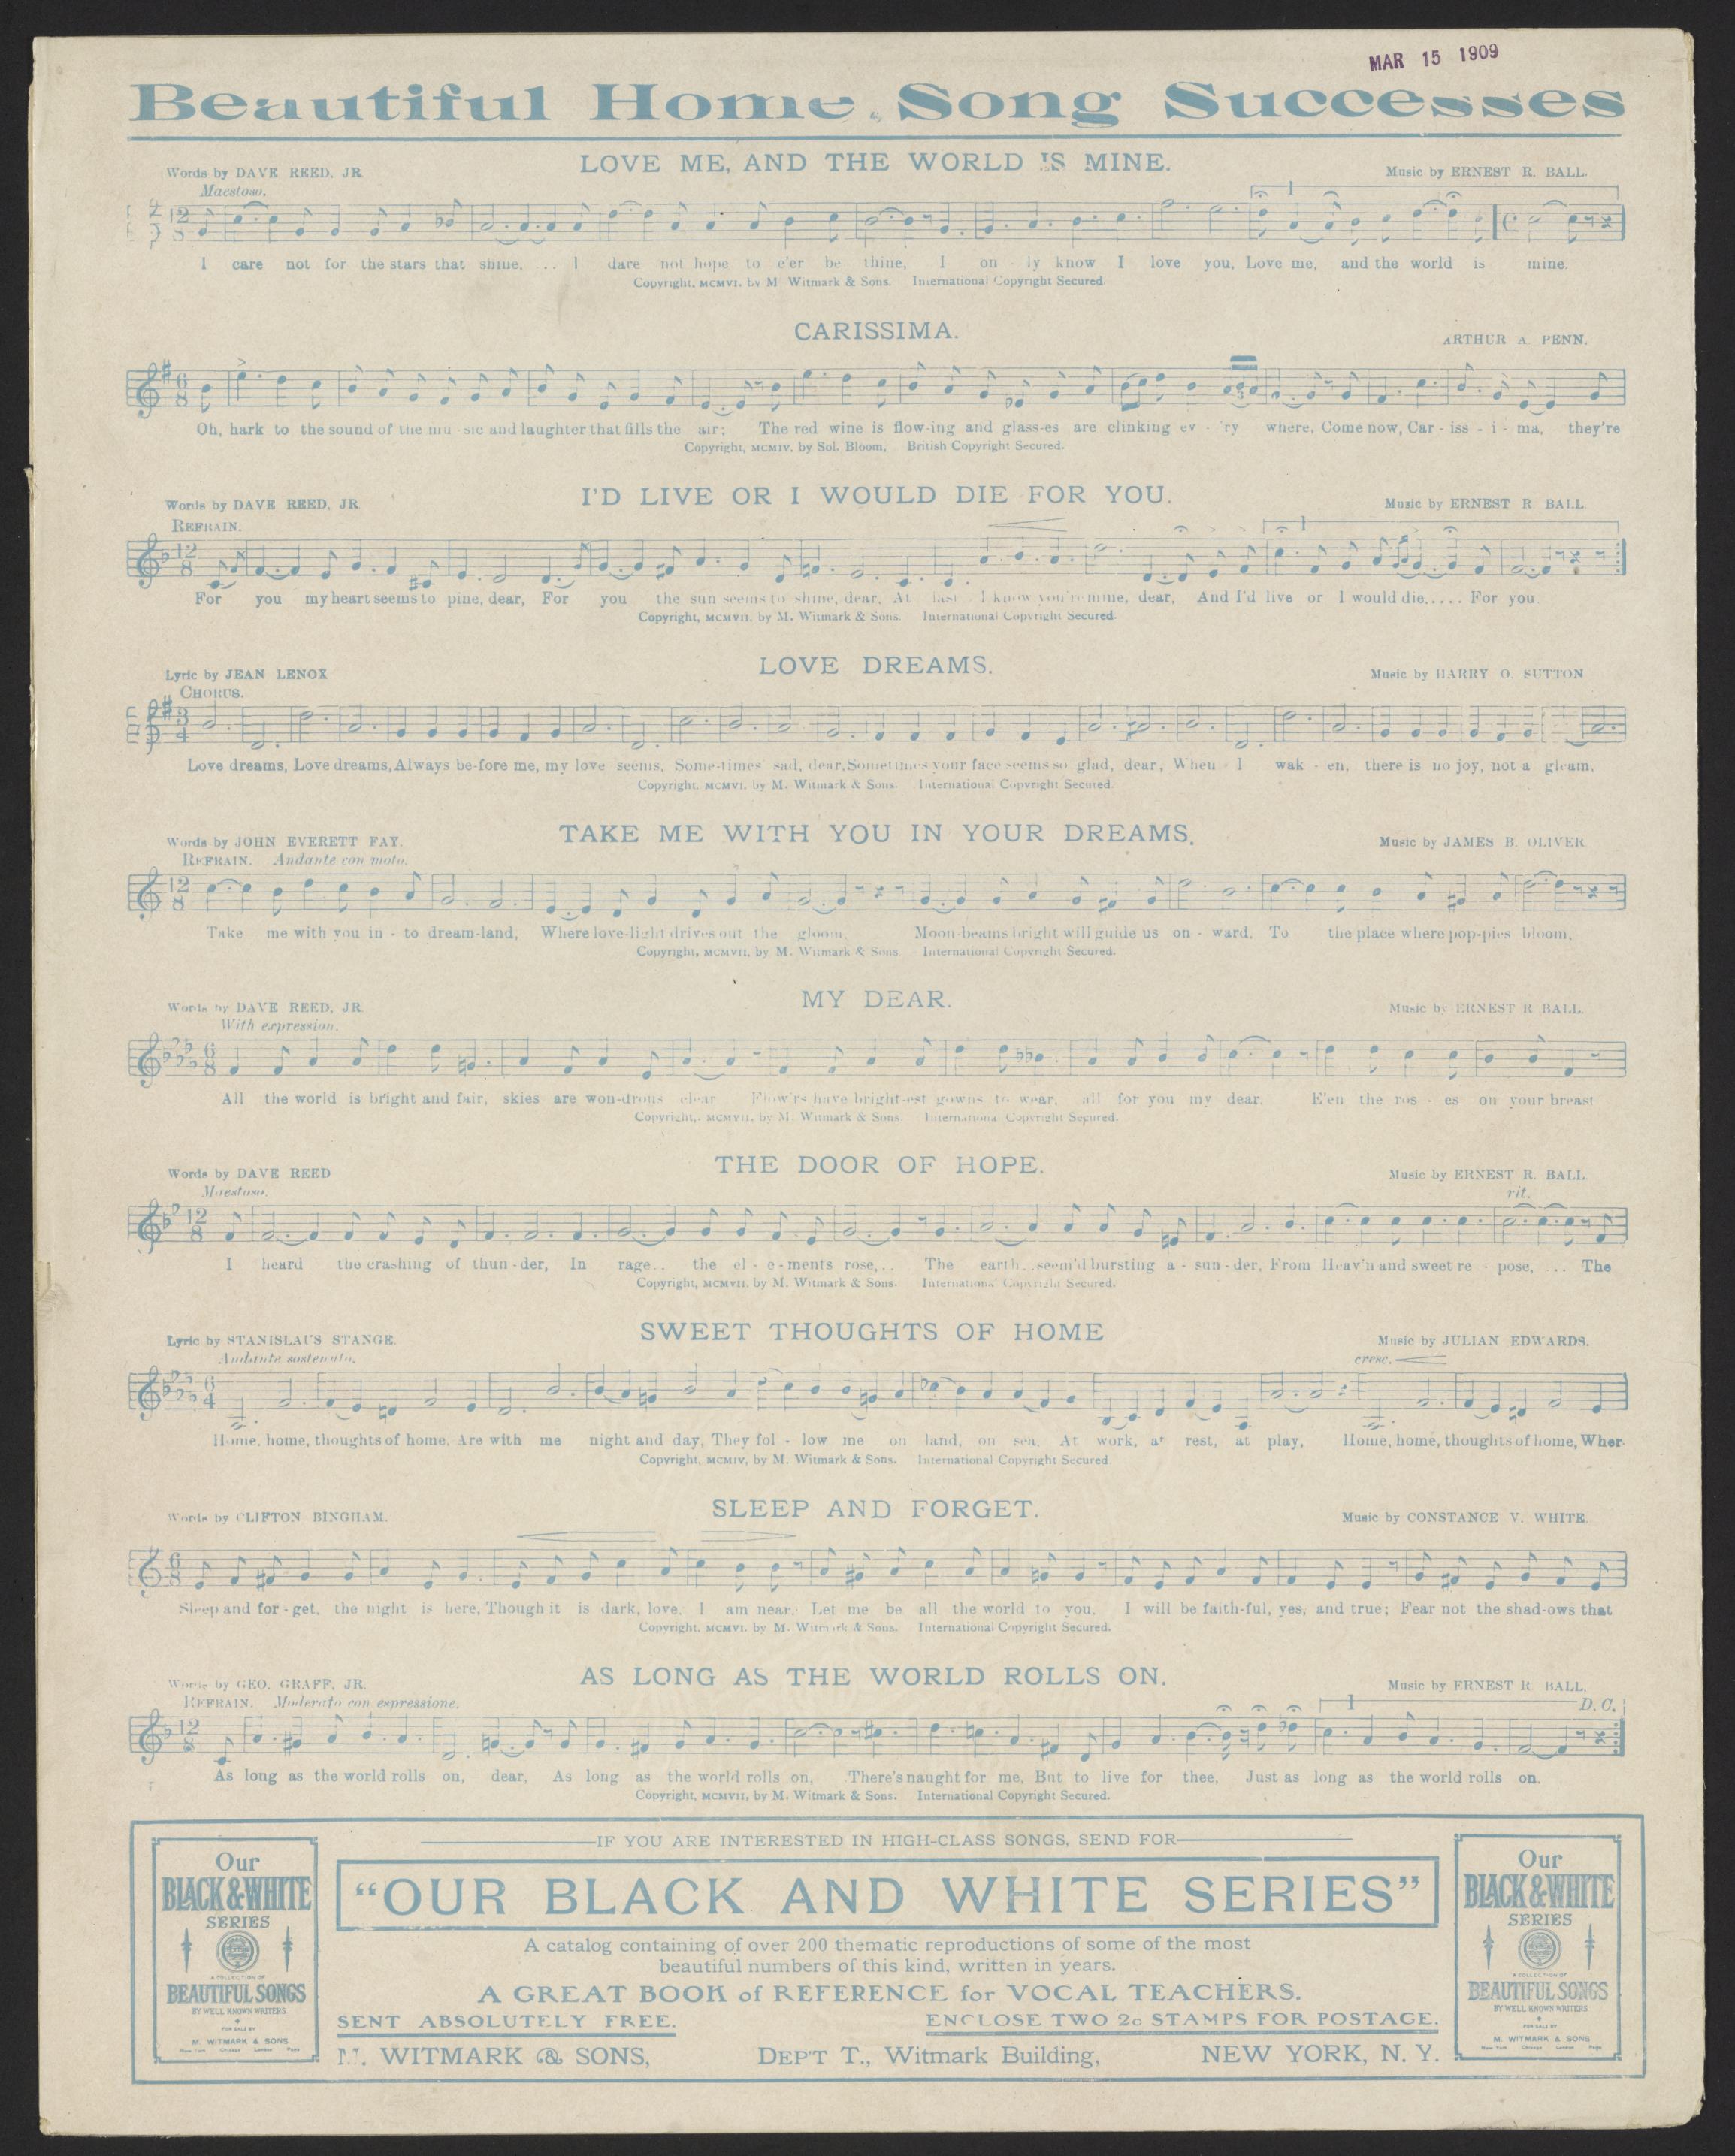 MAR 15 1909
Beautiful Home Song Successes
LOVE ME, AND THE WORLD IS MINE.
Words by DAVE REED, JR.
Music by ERNEST R. BALL.
Maestoso.
1
I care not for the stars that shine, ... I dare not hope to e'er be thine, I on - ly know I love you, Love me, and the world is mine.
Copyright, MCMVI, by M. Witmark & Sons. International Copyright Secured.
CARISSIMA.
ARTHUR A. PENN.
Oh, hark to the sound of the mu - sic and laughter that fills the air; The red wine is flow-ing and glass-es are clinking ev - 'ry where, Come now, Car - iss - i - ma, they're
Copyright, MCMIV, by Sol. Bloom, British Copyright Secured.
I'D LIVE OR I WOULD DIE FOR YOU.
Words by DAVE REED, JR.
Music by ERNEST R. BALL.
REFRAIN.
1
For you my heart seems to pine, dear, For you the sun seems to shine, dear, At last I know you're mine, dear, And I'd live or I would die..... For you
Copyright, MCMVII, by M. Witmark & Sons. International Copyright Secured.
LOVE DREAMS.
Lyric by JEAN LENOX
Music by HARRY O. SUTTON
CHORUS.
Love dreams, Love dreams, Always be-fore me, my love seems, Some-times sad, dear, Sometimes your face seems so glad, dear, When I wak - en, there is no joy, not a gleam.
Copyright, MCMVI, by M. Witmark & Sons. International Copyright Secured.
TAKE ME WITH YOU IN YOUR DREAMS.
Words by JOHN EVERETT FAY.
Music by JAMES B. OLIVER
REFRAIN. Andante con moto.
Take me with you in - to dream-land, Where love-light drives out the gloom, Moon-beams bright will guide us on - ward, To the place where pop-pies bloom,
Copyright, MCMVII, by M. Witmark & Sons International Copyright Secured.
MY DEAR.
Words by DAVE REED, JR.
Music by ERNEST R. BALL.
With expression.
All the world is bright and fair, skies are won-drous clear Flow'rs have bright-est gowns to wear, all for you my dear. E'en the ros - es on your breast
Copyright, MCMVII, by M. Witmark & Sons International Copyright Secured.
THE DOOR OF HOPE.
Words by DAVE REED
Music by ERNEST R. BALL.
Maestoso.
rit.
I heard the crashing of thun - der, In rage.. the el - e - ments rose,.. The earth...seem'd bursting a - sun - der, From Heav'n and sweet re - pose, ... The
Copyright, MCMVII, by M. Witmark & Sons. International Copyright Secured.
SWEET THOUGHTS OF HOME
Lyric by STANISLAUS STANGE.
Music by JULIAN EDWARDS.
Andante sostenuto.
cresc.
Home, home, thoughts of home, Are with me night and day, They fol - low me on land, on sea, At work, at rest, at play, Home, home, thoughts of home, Wher-
Copyright, MCMIV, by M. Witmark & Sons. International Copyright Secured
SLEEP AND FORGET.
Words by CLIFTON BINGHAM.
Music by CONSTANCE V. WHITE.
Sleep and for - get, the night is here, Though it is dark, love, I am near, Let me be all the world to you, I will be faith-ful, yes, and true; Fear not the shad-ows that
Copyright, MCMVI, by M. Witmark & Sons. International Copyright Secured.
AS LONG AS THE WORLD ROLLS ON.
Words by GEO. GRAFF, JR.
Music by ERNEST R. BALL.
REFRAIN. Moderato con espressione.
1
D.C.
As long as the world rolls on, dear, As long as the world rolls on, There's naught for me, But to live for thee, Just as long as the world rolls on.
Copyright, MCMVII, by M. Witmark & Sons. International Copyright Secured.
IF YOU ARE INTERESTED IN HIGH-CLASS SONGS, SEND FOR
"OUR BLACK AND WHITE SERIES"
A catalog containing of over 200 thematic reproductions of some of the most
beautiful numbers of this kind, written in years.
A GREAT BOOK of REFERENCE for VOCAL TEACHERS.
SENT ABSOLUTELY FREE.
ENCLOSE TWO 2c STAMPS FOR POSTAGE.
M. WITMARK & SONS, DEP'T T., Witmark Building, NEW YORK, N. Y.
Our
BLACK & WHITE
SERIES
A COLLECTION OF
BEAUTIFUL SONGS
BY WELL KNOWN WRITERS
FOR SALE BY
M. WITMARK & SONS
New York Chicago London Paris
Our
BLACK & WHITE
SERIES
A COLLECTION OF
BEAUTIFUL SONGS
BY WELL KNOWN WRITERS
FOR SALE BY
M. WITMARK & SONS
New York Chicago London Paris